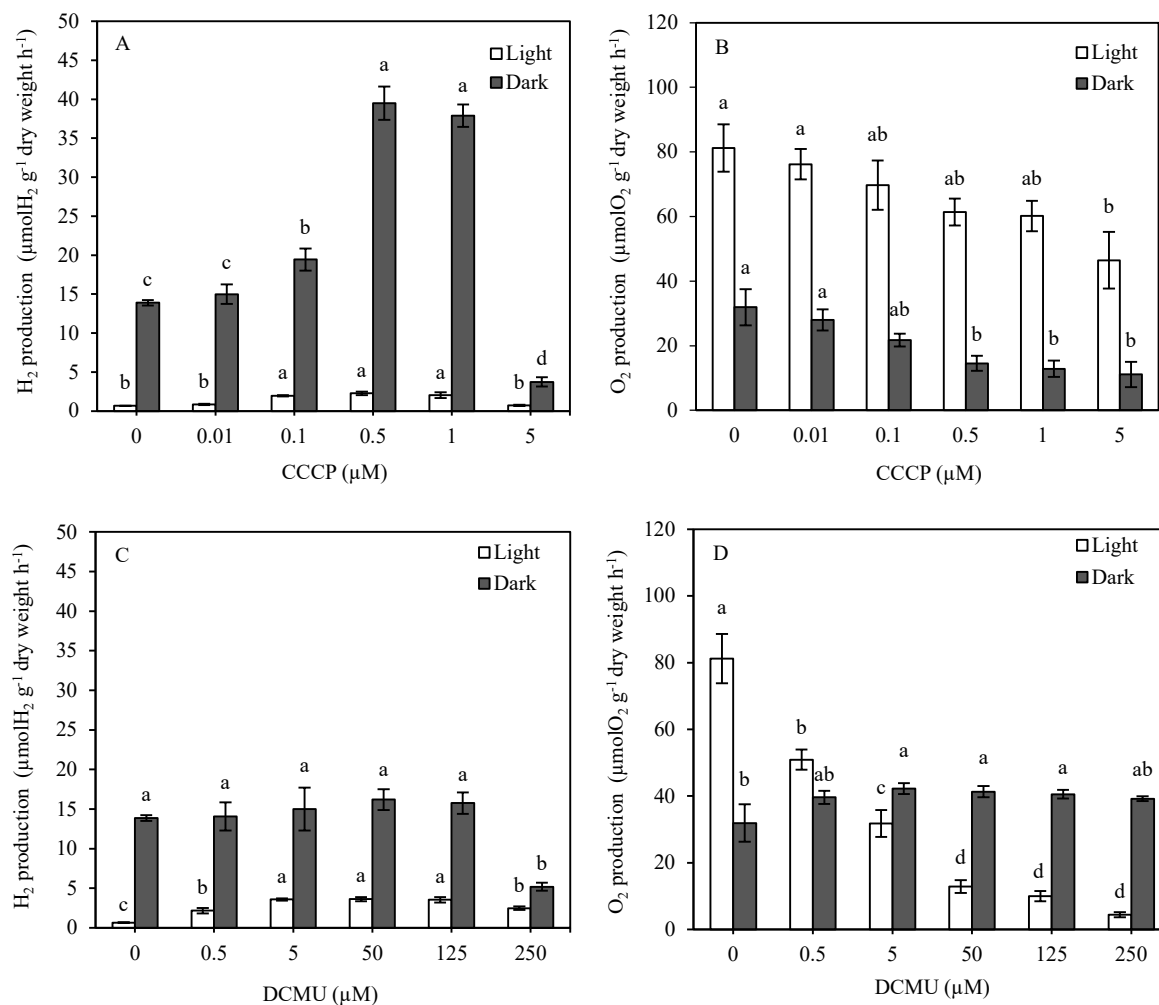 A
Light
Dark
H₂ production (µmolH₂ g⁻¹ dry weight h⁻¹)
50
45
40
35
30
25
20
15
10
5
0
b c
b c
a b
a a
a a
b d
0 0.01 0.1 0.5 1 5
CCCP (µM)
B
Light
Dark
O₂ production (µmolO₂ g⁻¹ dry weight h⁻¹)
120
100
80
60
40
20
0
a a
a a
ab ab
ab b
ab b
b b
0 0.01 0.1 0.5 1 5
CCCP (µM)
C
Light
Dark
H₂ production (µmolH₂ g⁻¹ dry weight h⁻¹)
50
45
40
35
30
25
20
15
10
5
0
c a
b a
a a
a a
a a
b b
0 0.5 5 50 125 250
DCMU (µM)
D
Light
Dark
O₂ production (µmolO₂ g⁻¹ dry weight h⁻¹)
120
100
80
60
40
20
0
a b
b ab
c a
d a
d a
d ab
0 0.5 5 50 125 250
DCMU (µM)